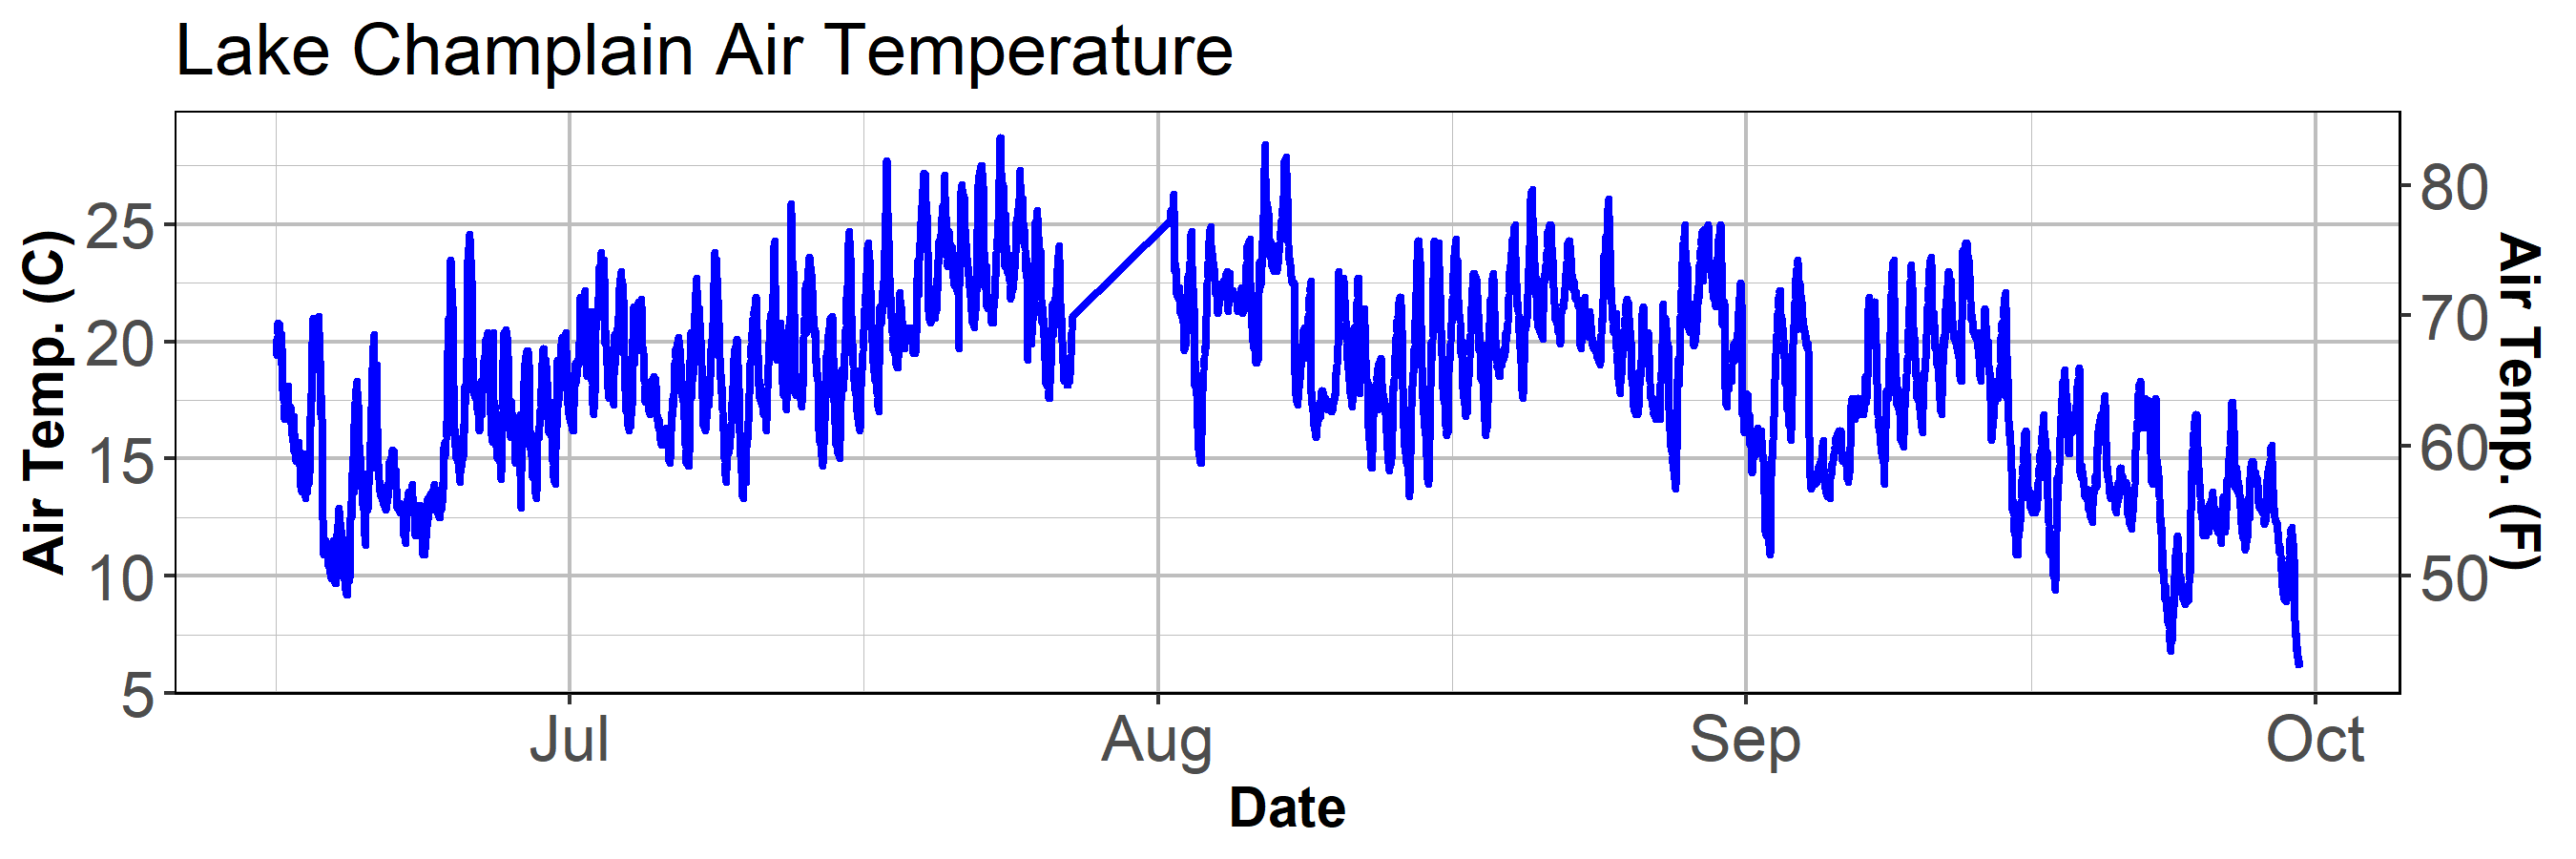 Lake Champlain Air Temperature
Air Temp. (C)
25
20
15
10
5
80
70
60
50
Air Temp. (F)
Jul Aug Sep Oct
Date